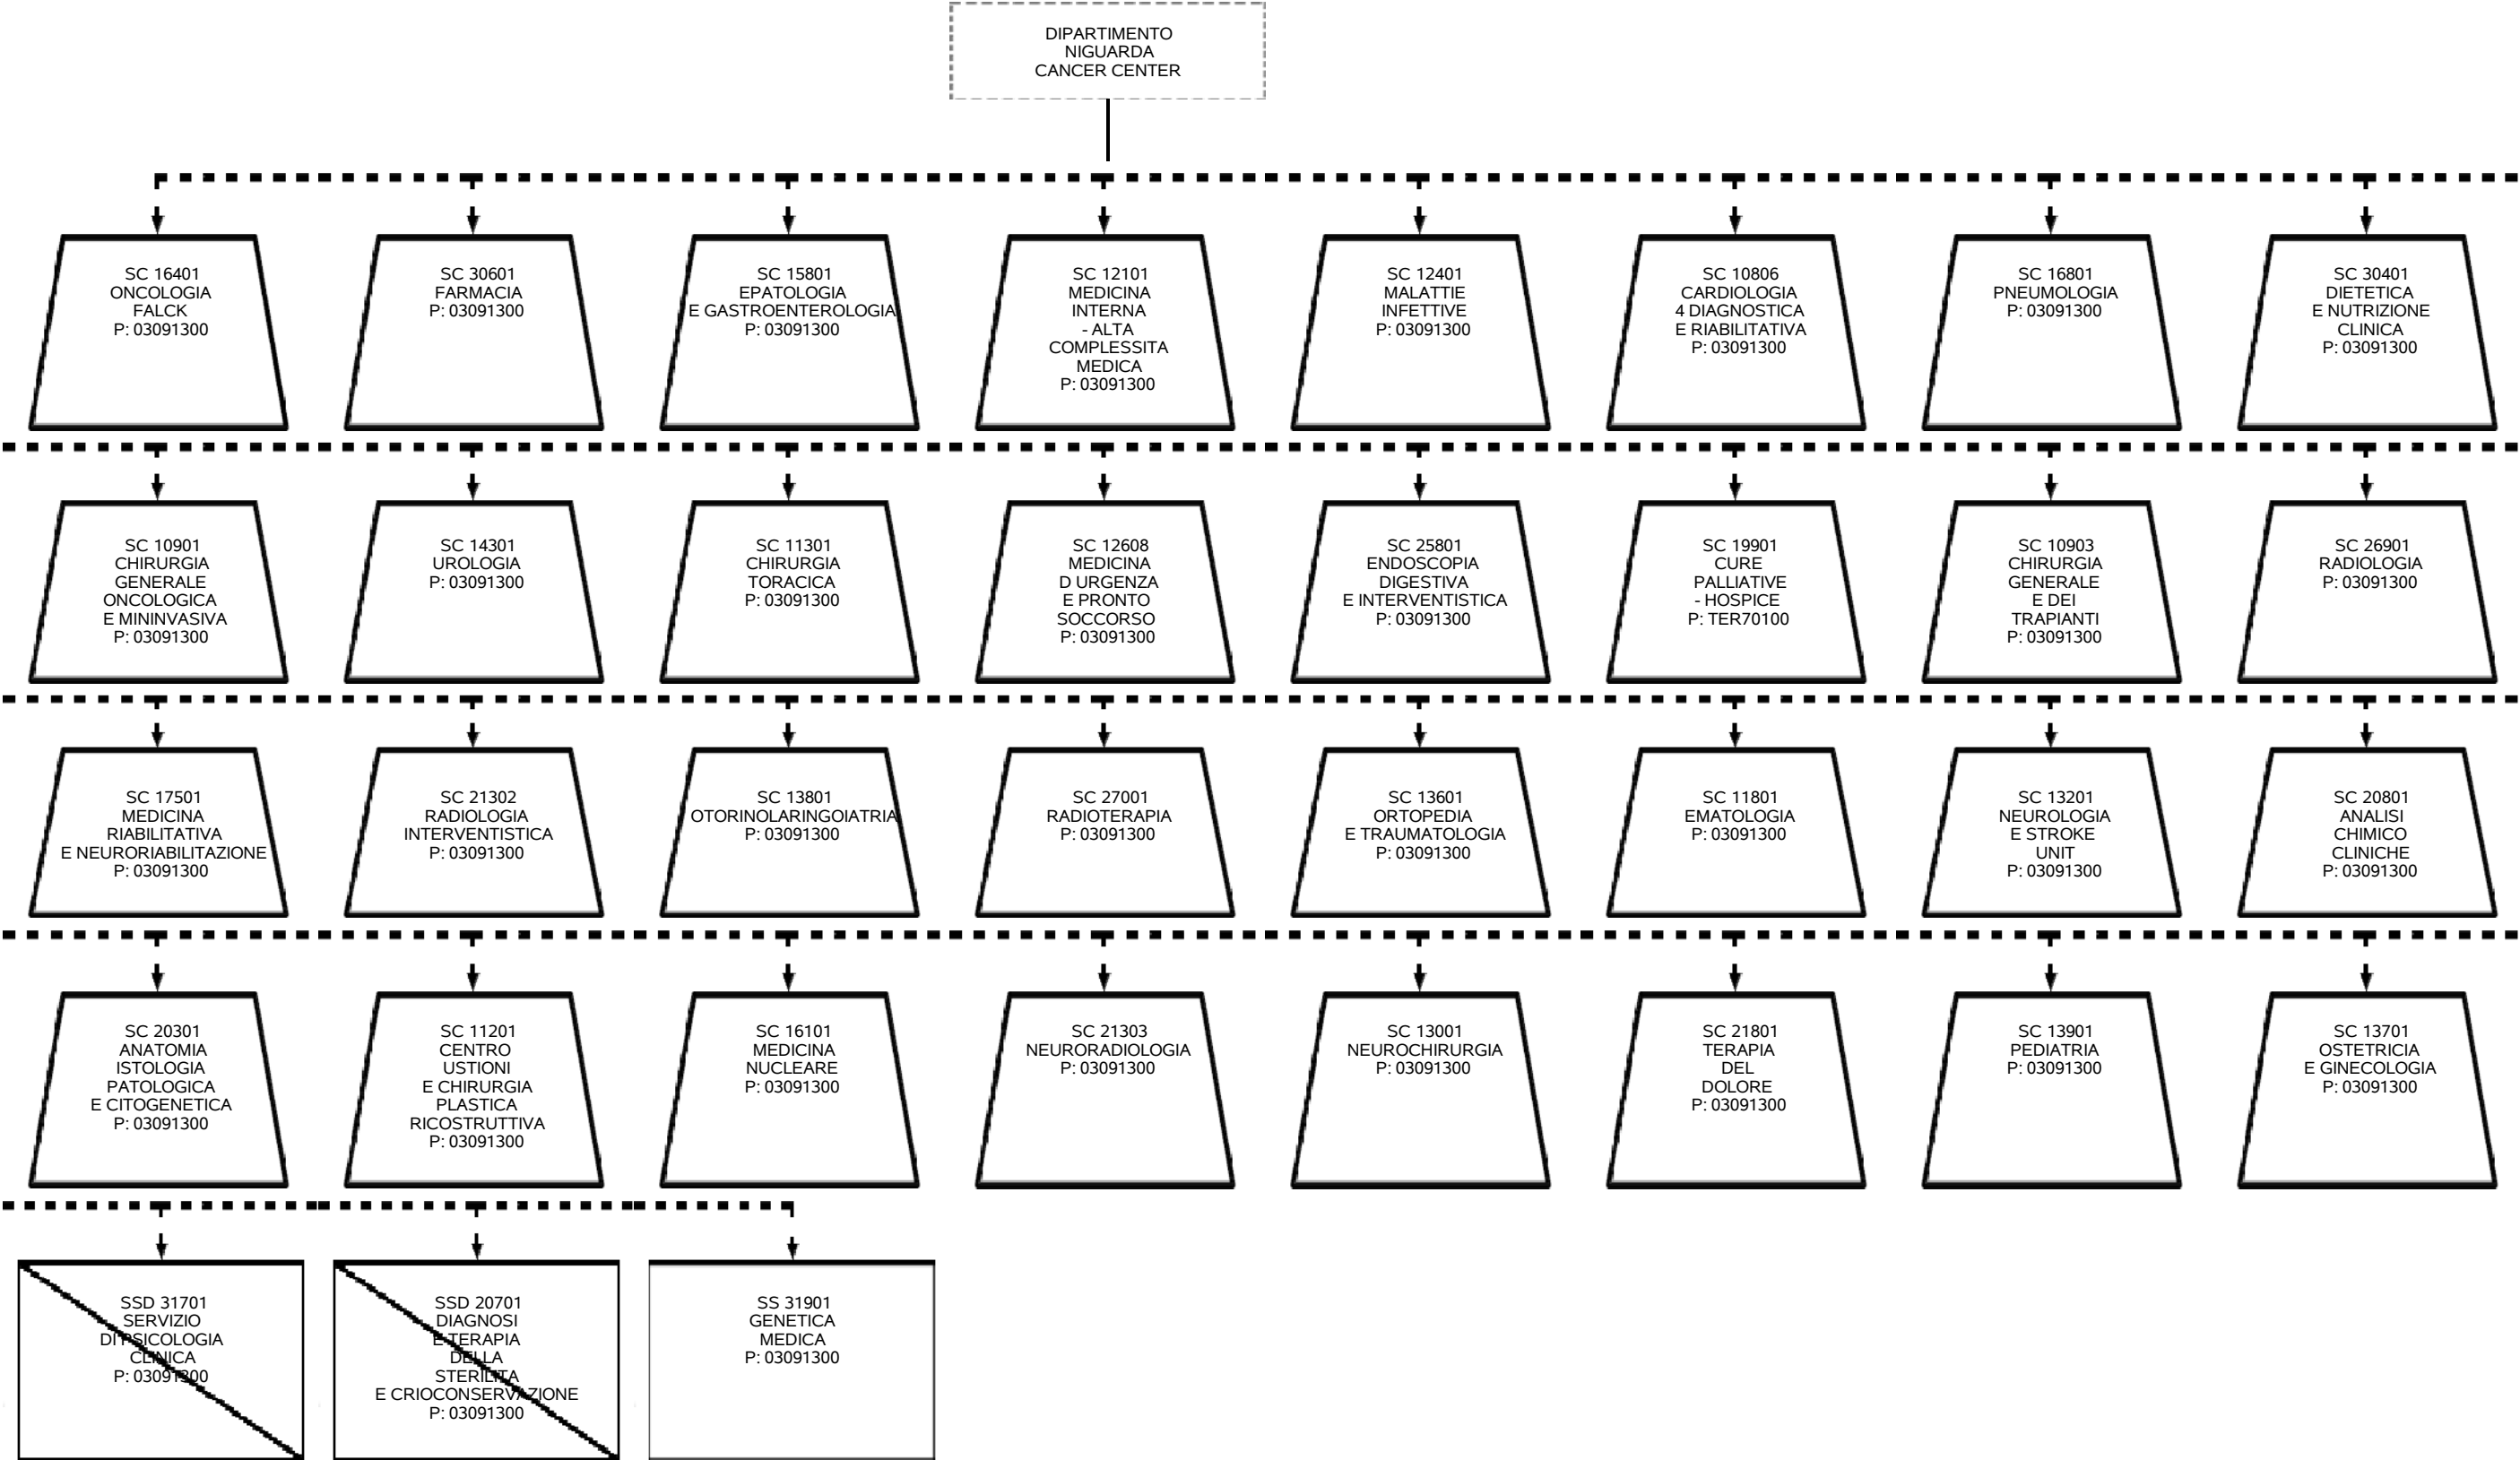 DIPARTIMENTO
NIGUARDA
CANCER CENTER
SC 16401
ONCOLOGIA
FALCK
P: 03091300
SC 30601
FARMACIA
P: 03091300
SC 15801
EPATOLOGIA
E GASTROENTEROLOGIA
P: 03091300
SC 12101
MEDICINA
INTERNA
- ALTA
COMPLESSITA
MEDICA
P: 03091300
SC 12401
MALATTIE
INFETTIVE
P: 03091300
SC 10806
CARDIOLOGIA
4 DIAGNOSTICA
E RIABILITATIVA
P: 03091300
SC 16801
PNEUMOLOGIA
P: 03091300
SC 30401
DIETETICA
E NUTRIZIONE
CLINICA
P: 03091300
SC 10901
CHIRURGIA
GENERALE
ONCOLOGICA
E MININVASIVA
P: 03091300
SC 14301
UROLOGIA
P: 03091300
SC 11301
CHIRURGIA
TORACICA
P: 03091300
SC 12608
MEDICINA
D URGENZA
E PRONTO
SOCCORSO
P: 03091300
SC 25801
ENDOSCOPIA
DIGESTIVA
E INTERVENTISTICA
P: 03091300
SC 19901
CURE
PALLIATIVE
- HOSPICE
P: TER70100
SC 10903
CHIRURGIA
GENERALE
E DEI
TRAPIANTI
P: 03091300
SC 26901
RADIOLOGIA
P: 03091300
SC 17501
MEDICINA
RIABILITATIVA
E NEURORIABILITAZIONE
P: 03091300
SC 21302
RADIOLOGIA
INTERVENTISTICA
P: 03091300
SC 13801
OTORINOLARINGOIATRIA
P: 03091300
SC 27001
RADIOTERAPIA
P: 03091300
SC 13601
ORTOPEDIA
E TRAUMATOLOGIA
P: 03091300
SC 11801
EMATOLOGIA
P: 03091300
SC 13201
NEUROLOGIA
E STROKE
UNIT
P: 03091300
SC 20801
ANALISI
CHIMICO
CLINICHE
P: 03091300
SC 20301
ANATOMIA
ISTOLOGIA
PATOLOGICA
E CITOGENETICA
P: 03091300
SC 11201
CENTRO
USTIONI
E CHIRURGIA
PLASTICA
RICOSTRUTTIVA
P: 03091300
SC 16101
MEDICINA
NUCLEARE
P: 03091300
SC 21303
NEURORADIOLOGIA
P: 03091300
SC 13001
NEUROCHIRURGIA
P: 03091300
SC 21801
TERAPIA
DEL
DOLORE
P: 03091300
SC 13901
PEDIATRIA
P: 03091300
SC 13701
OSTETRICIA
E GINECOLOGIA
P: 03091300
SSD 31701
SERVIZIO
DI PSICOLOGIA
CLINICA
P: 03091300
SSD 20701
DIAGNOSI
E TERAPIA
DELLA
STERILITA
E CRIOCONSERVAZIONE
P: 03091300
SS 31901
GENETICA
MEDICA
P: 03091300